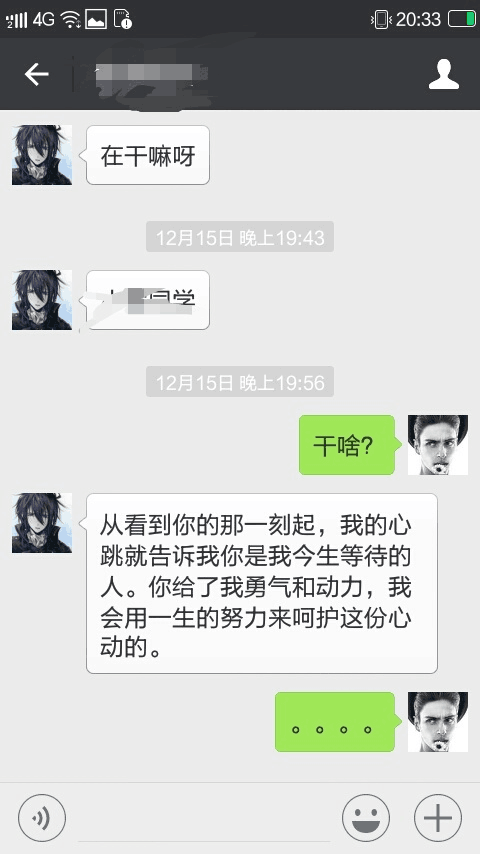 2 4G 20:33
在干嘛呀
12月15日 晚上19:43
同学
12月15日 晚上19:56
干啥?
从看到你的那一刻起，我的心
跳就告诉我你是我今生等待的
人。你给了我勇气和动力，我
会用一生的努力来呵护这份心
动的。
。。。。